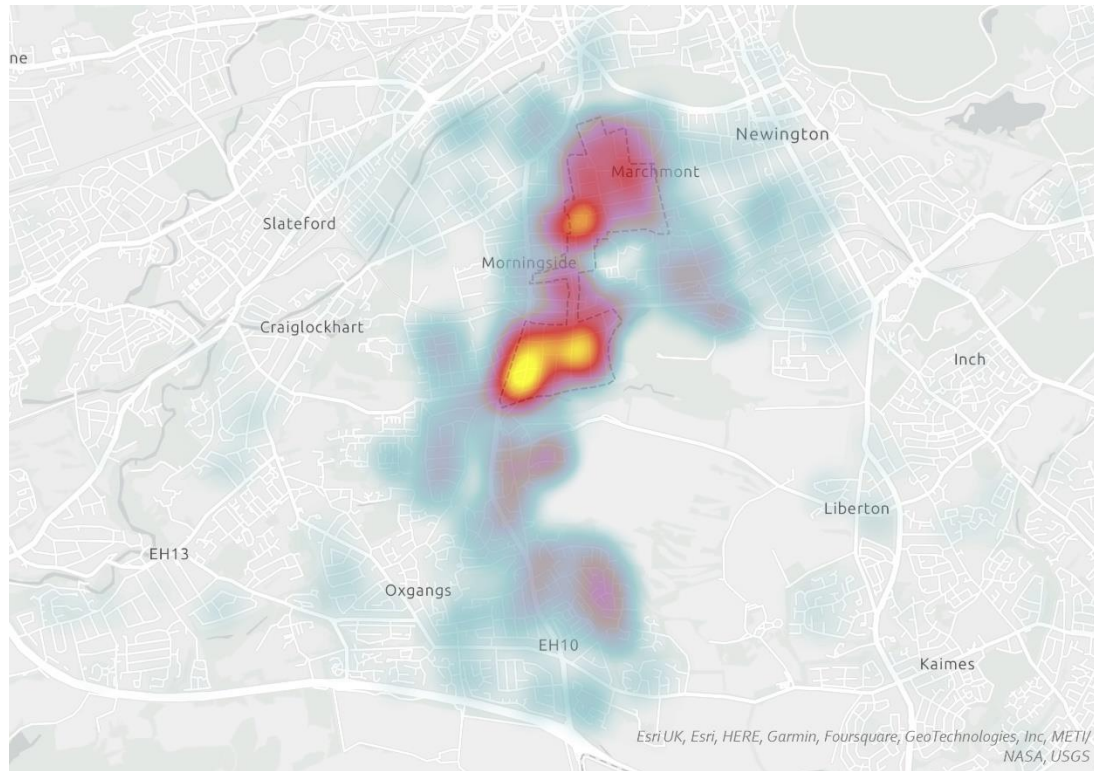 ne
Newington
Marchmont
Slateford
Morningside
Craiglockhart
Inch
Liberton
EH13
Oxgangs
EH10
Kaimes
Esri UK, Esri, HERE, Garmin, Foursquare, GeoTechnologies, Inc, METI/
NASA, USGS